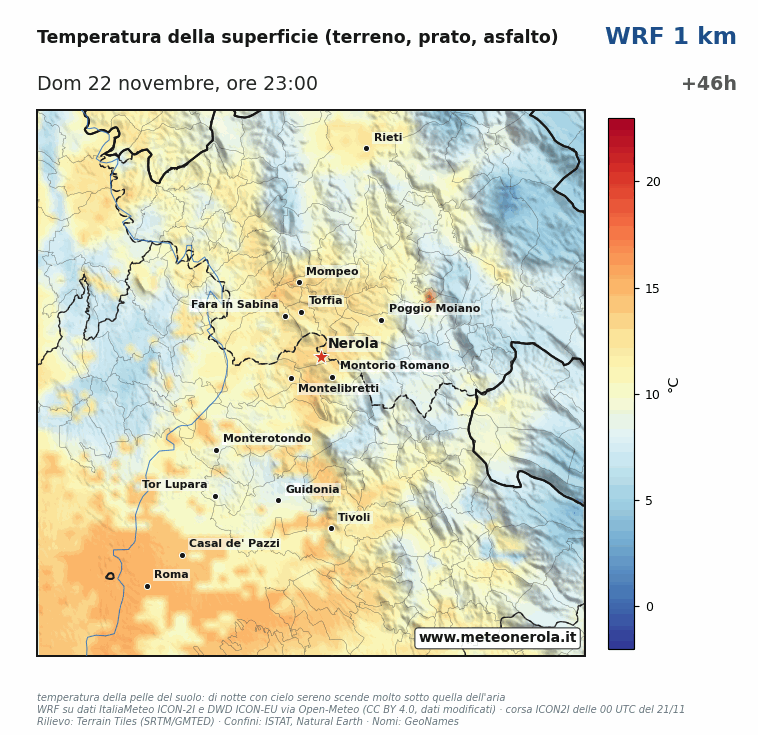 Temperatura della superficie (terreno, prato, asfalto)
WRF 1 km
Dom 22 novembre, ore 23:00
+46h
Rieti
Mompeo
Fara in Sabina
Toffia
Poggio Moiano
Nerola
Montorio Romano
Montelibretti
Monterotondo
Tor Lupara
Guidonia
Tivoli
Casal de' Pazzi
Roma
www.meteonerola.it
20
15
10
5
0
°C
temperatura della pelle del suolo: di notte con cielo sereno scende molto sotto quella dell'aria
WRF su dati ItaliaMeteo ICON-2I e DWD ICON-EU via Open-Meteo (CC BY 4.0, dati modificati) · corsa ICON2I delle 00 UTC del 21/11
Rilievo: Terrain Tiles (SRTM/GMTED) · Confini: ISTAT, Natural Earth · Nomi: GeoNames